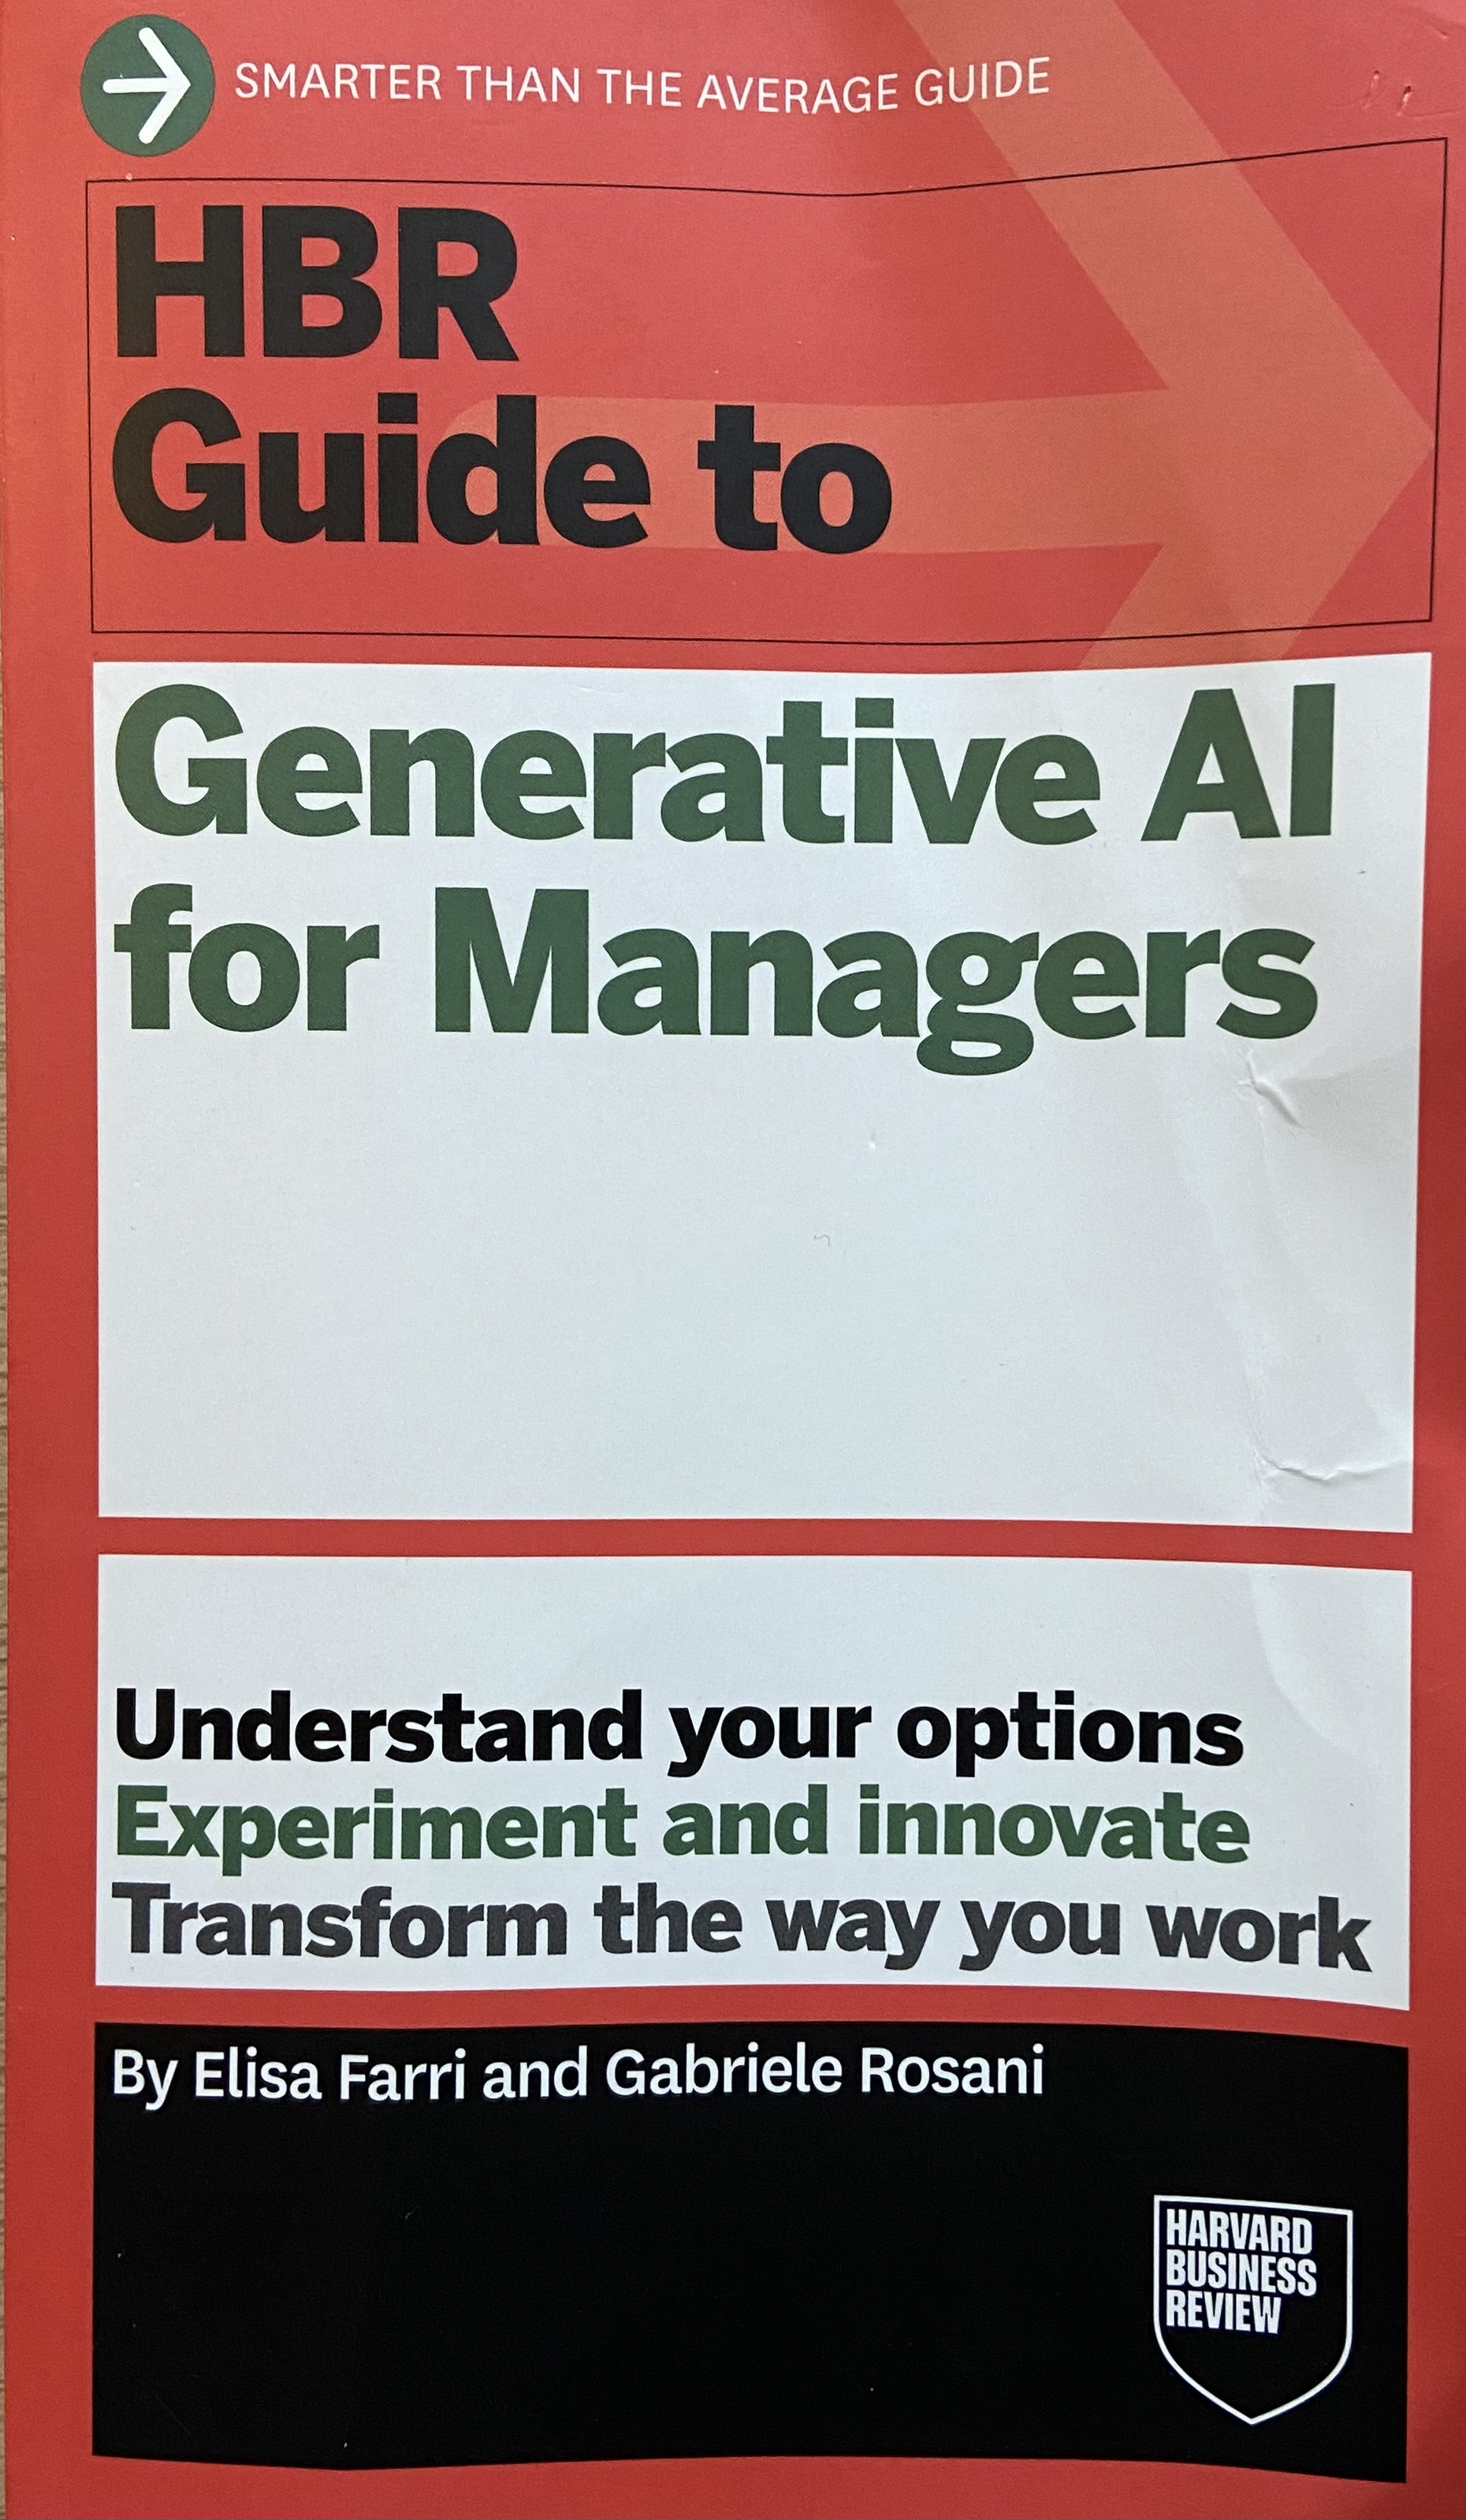 SMARTER THAN THE AVERAGE GUIDE
HBR
Guide to
Generative AI
for Managers
Understand your options
Experiment and innovate
Transform the way you work
By Elisa Farri and Gabriele Rosani
HARVARD
BUSINESS
REVIEW